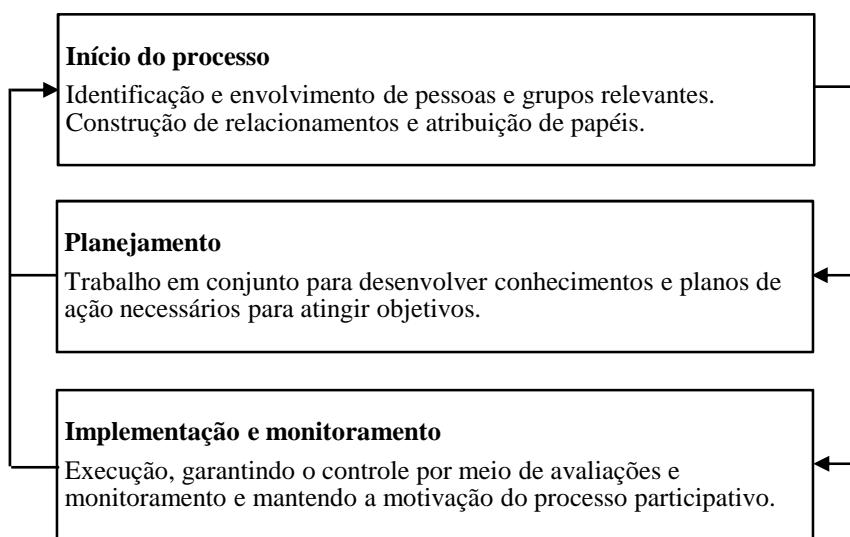 Início do processo
Identificação e envolvimento de pessoas e grupos relevantes.
Construção de relacionamentos e atribuição de papéis.
Planejamento
Trabalho em conjunto para desenvolver conhecimentos e planos de
ação necessários para atingir objetivos.
Implementação e monitoramento
Execução, garantindo o controle por meio de avaliações e
monitoramento e mantendo a motivação do processo participativo.